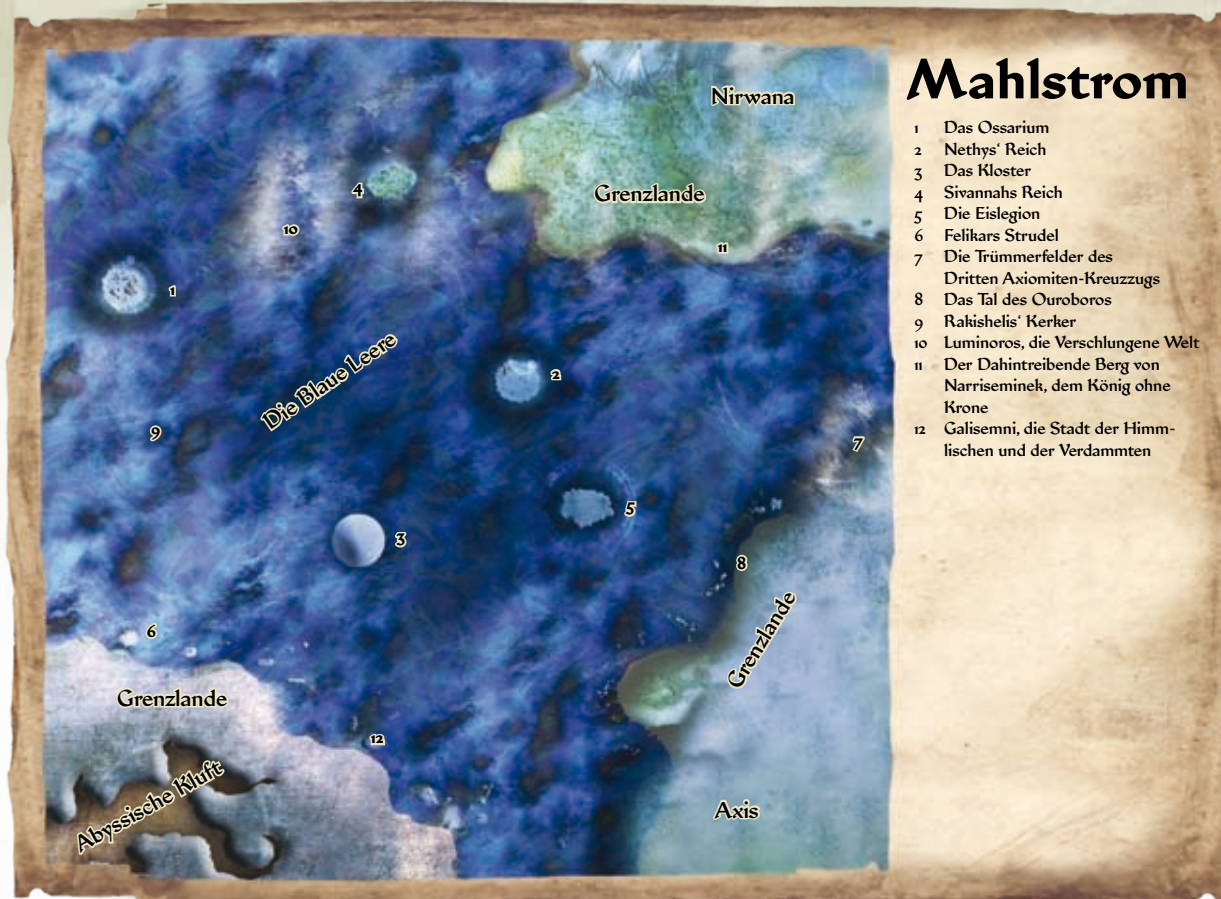 Mahlstrom
1 Das Ossarium
2 Nethys' Reich
3 Das Kloster
4 Sivannahs Reich
5 Die Eislegion
6 Felikars Strudel
7 Die Trümmerfelder des
Dritten Axiomiten-Kreuzzugs
8 Das Tal des Ouroboros
9 Rakishelis' Kerker
10 Luminoros, die Verschlungene Welt
11 Der Dahintreibende Berg von
Narriseminek, dem König ohne
Krone
12 Galisemni, die Stadt der Himm-
lischen und der Verdammten
Nirwana
Grenzlande
4
10
11
1
Die Blaue Leere
2
9
7
5
3
8
6
Grenzlande
Grenzlande
12
Abyssische Kluft
Axis